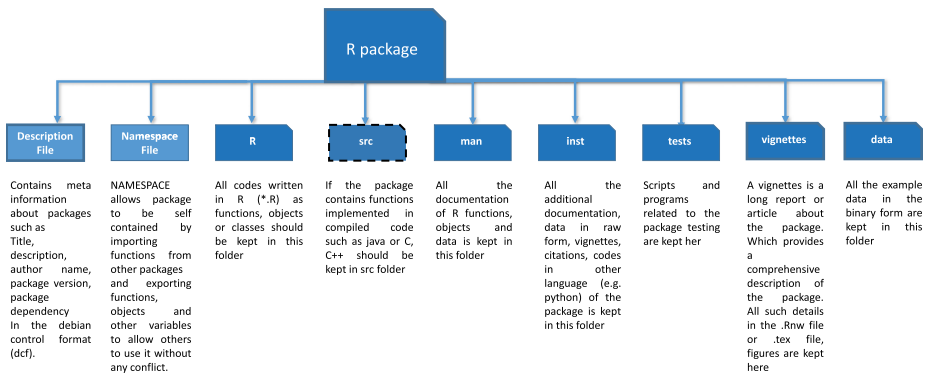 R package
Description
File
Namespace
File
R
src
man
inst
tests
vignettes
data
Contains meta
information
about packages
such as
Title,
description,
author name,
package version,
package
dependency
In the debian
control format
(dcf).
NAMESPACE
allows package
to be self
contained by
importing
functions from
other packages
and exporting
functions,
objects and
other variables
to allow others
to use it without
any conflict.
All codes written
in R (*.R) as
functions, objects
or classes should
be kept in this
folder
If the package
contains functions
implemented in
compiled code
such as java or C,
C++ should be
kept in src folder
All the
documentation
of R functions,
objects and
data is kept in
this folder
All the
additional
documentation,
data in raw
form, vignettes,
citations, codes
in other
language (e.g.
python) of the
package is kept
in this folder
Scripts and
programs
related to the
package testing
are kept her
A vignettes is a
long report or
article about
the package.
Which provides
a
comprehensive
description of
the package.
All such details
in the .Rnw file
or .tex file,
figures are kept
here
All the example
data in the
binary form are
kept in this
folder